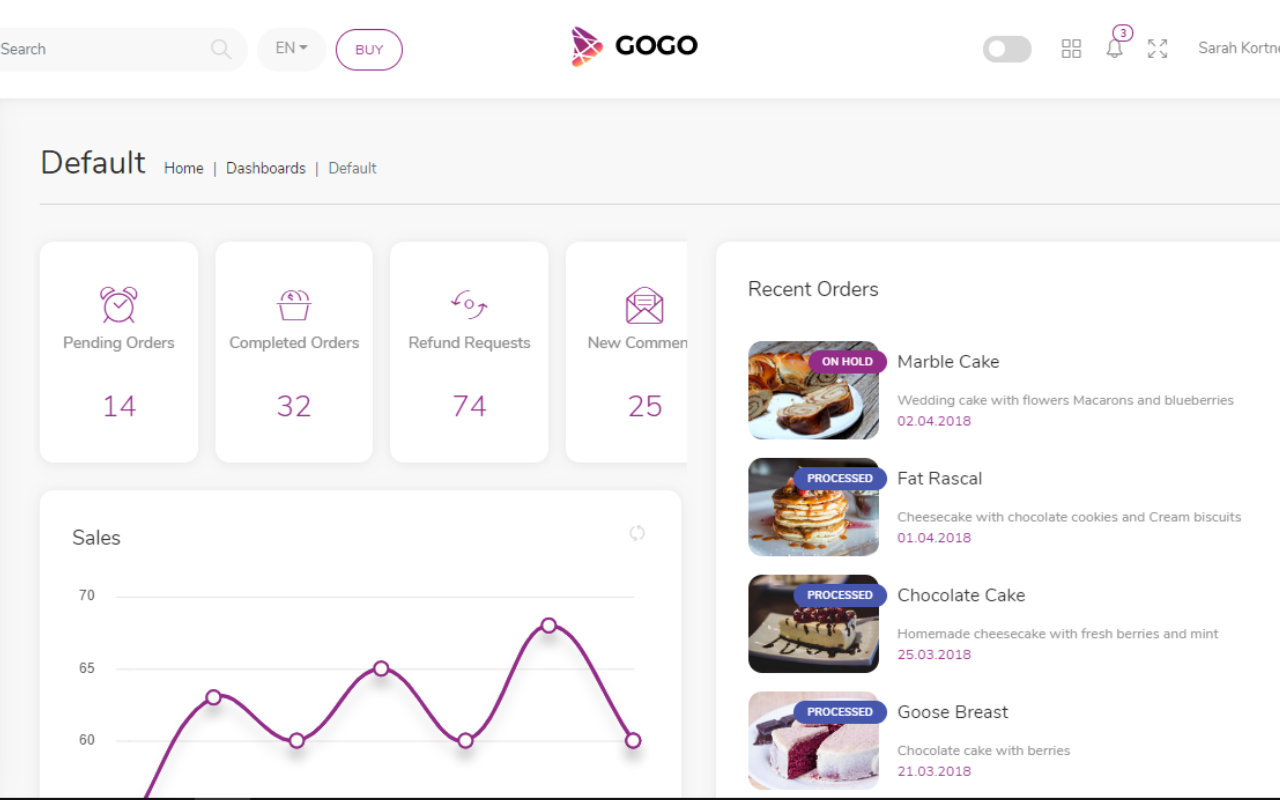 Search
EN
BUY
GOGO
3
Sarah Kortne
Default
Home | Dashboards | Default
Pending Orders
14
Completed Orders
32
Refund Requests
74
New Commen
25
Sales
70
65
60
Recent Orders
ON HOLD
Marble Cake
Wedding cake with flowers Macarons and blueberries
02.04.2018
PROCESSED
Fat Rascal
Cheesecake with chocolate cookies and Cream biscuits
01.04.2018
PROCESSED
Chocolate Cake
Homemade cheesecake with fresh berries and mint
25.03.2018
PROCESSED
Goose Breast
Chocolate cake with berries
21.03.2018